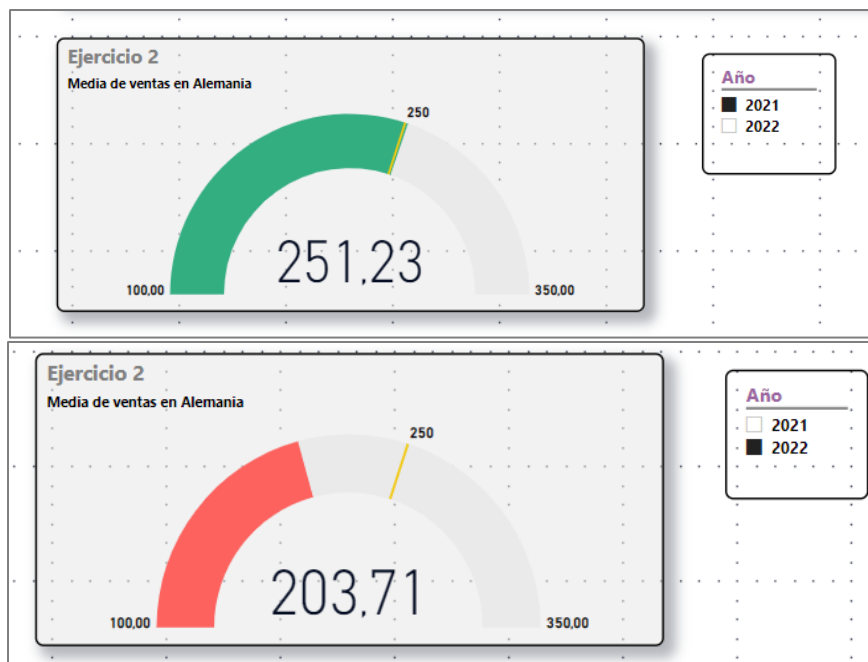 Ejercicio 2
Media de ventas en Alemania
250
251,23
100,00
350,00
Año
2021
2022
Ejercicio 2
Media de ventas en Alemania
250
203,71
100,00
350,00
Año
2021
2022